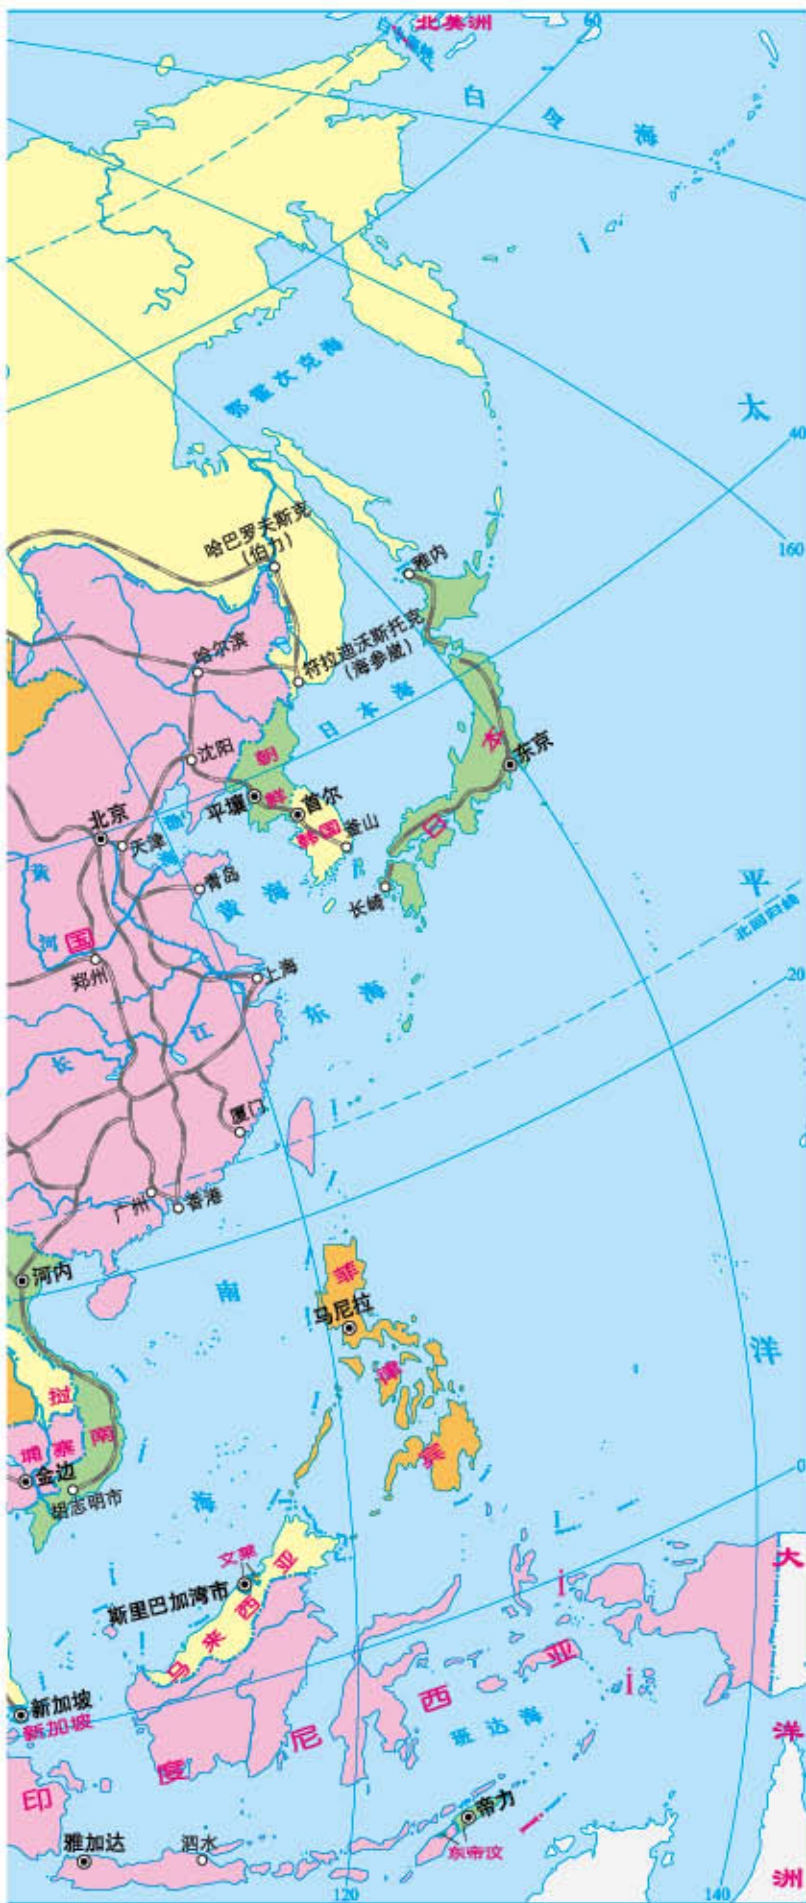 北美洲
60
白令海峡
白令海
太
40
160
鄂霍次克海
哈巴罗夫斯克
(伯力)
稚内
哈尔滨
符拉迪沃斯托克
(海参崴)
日本海
沈阳
朝鲜
平壤
首尔
韩国
釜山
日本
东京
北京
天津
渤海
黄河
青岛
黄海
长崎
平
北回归线
国
郑州
上海
20
东海
长江
厦门
广州
香港
河内
南海
菲律宾
马尼拉
洋
挝
柬埔寨
南
金边
胡志明市
0
文莱
斯里巴加湾市
马来西亚
大洋洲
新加坡
新加坡
印度尼西亚
班达海
帝力
东帝汶
雅加达
泗水
120
140